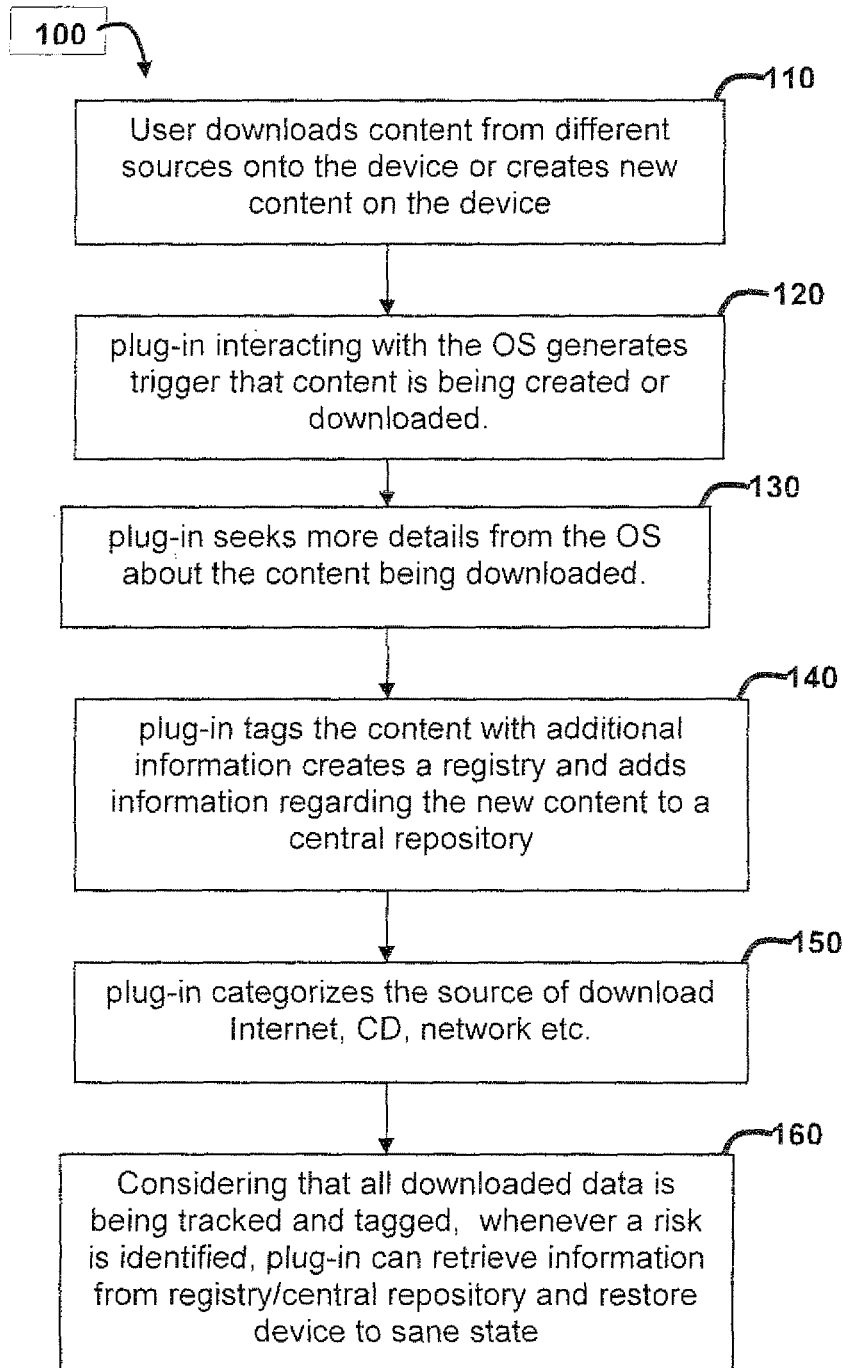 100
110
User downloads content from different
sources onto the device or creates new
content on the device
120
plug-in interacting with the OS generates
trigger that content is being created or
downloaded.
130
plug-in seeks more details from the OS
about the content being downloaded.
140
plug-in tags the content with additional
information creates a registry and adds
information regarding the new content to a
central repository
150
plug-in categorizes the source of download
Internet, CD, network etc.
160
Considering that all downloaded data is
being tracked and tagged, whenever a risk
is identified, plug-in can retrieve information
from registry/central repository and restore
device to sane state